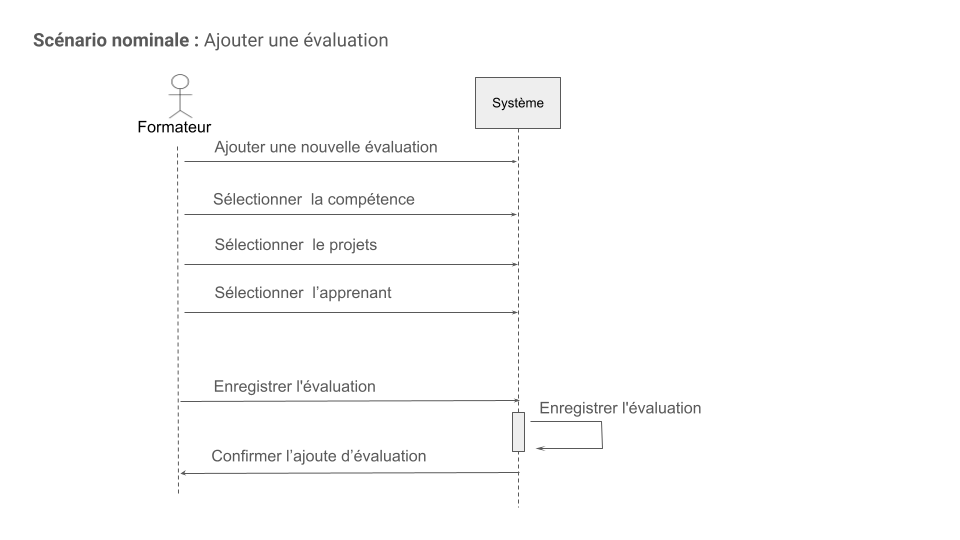 Scénario nominale : Ajouter une évaluation
Système
Formateur
Ajouter une nouvelle évaluation
Sélectionner  la compétence
Sélectionner  le projets
Sélectionner  l’apprenant
Enregistrer l'évaluation
Enregistrer l'évaluation
Confirmer l’ajoute d’évaluation